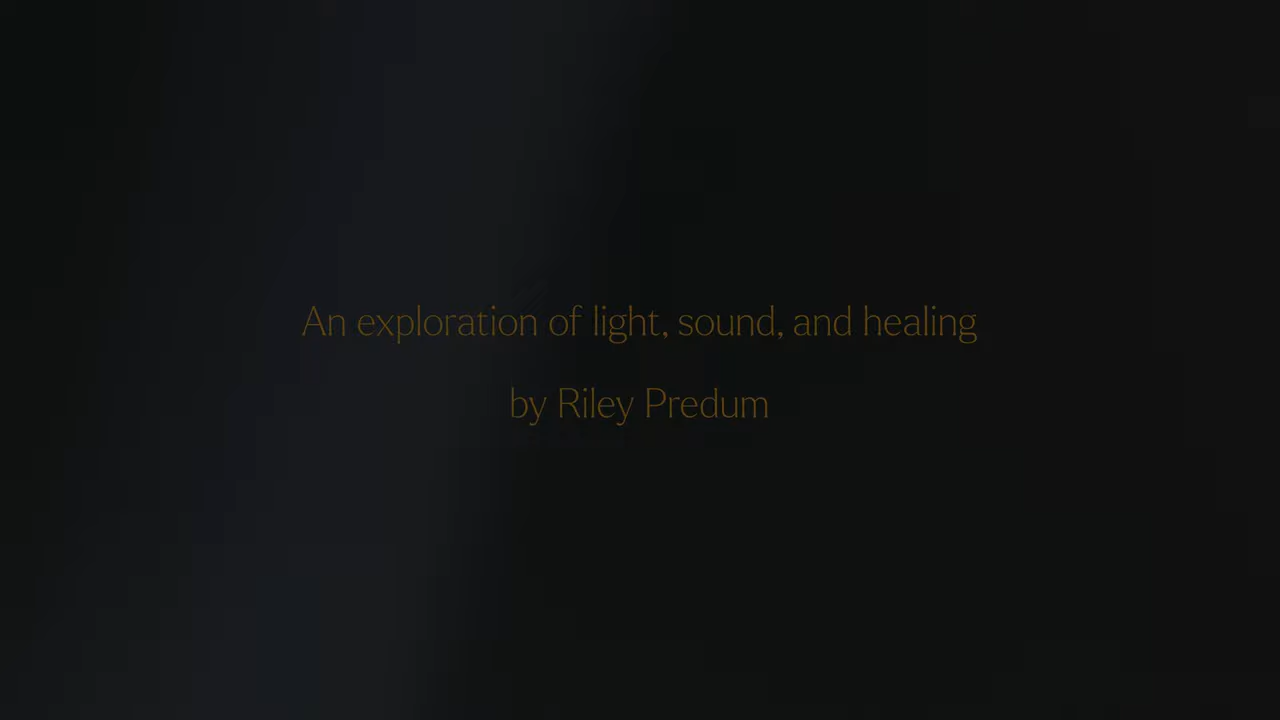 An exploration of light, sound, and healing
by Riley Predum